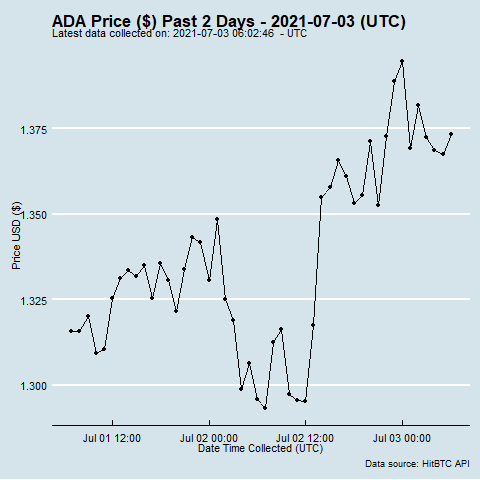 ADA Price ($) Past 2 Days - 2021-07-03 (UTC)
Latest data collected on: 2021-07-03 06:02:46 - UTC
1.375
1.350
1.325
1.300
Price USD ($)
Jul 01 12:00
Jul 02 00:00
Jul 02 12:00
Jul 03 00:00
Date Time Collected (UTC)
Data source: HitBTC API